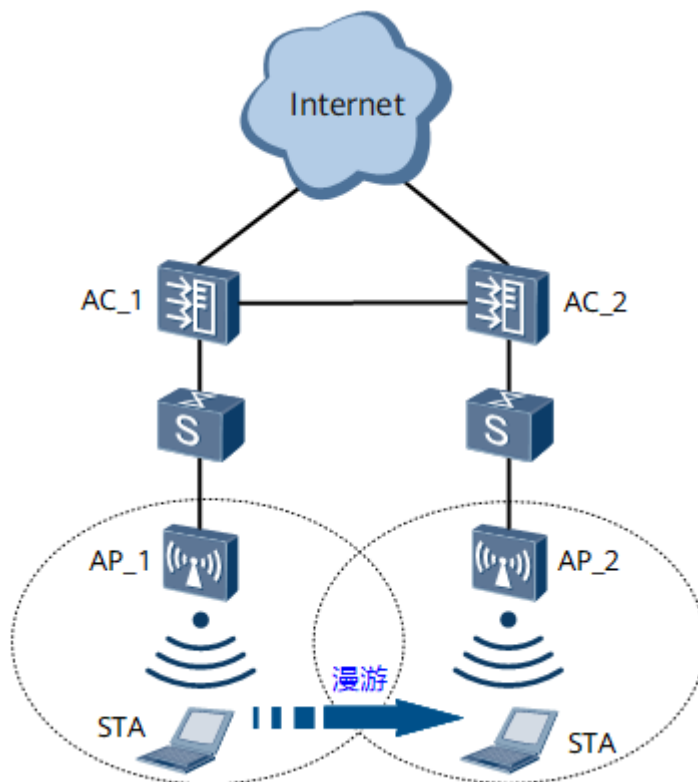 Internet
AC_1
AC_2
S
S
AP_1
AP_2
漫游
STA
STA